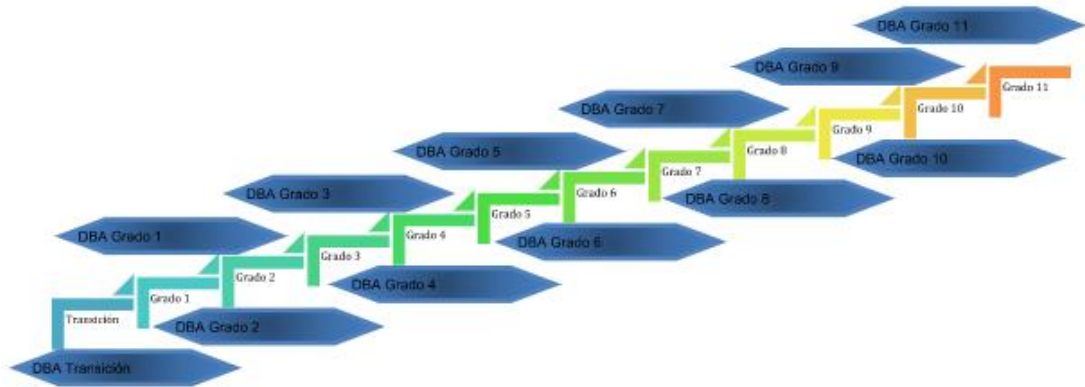 DBA Grado 11
DBA Grado 9
Grado 11
DBA Grado 7
Grado 10
Grado 9
DBA Grado 10
DBA Grado 5
Grado 8
Grado 7
DBA Grado 3
DBA Grado 8
Grado 6
Grado 5
DBA Grado 1
Grado 4
DBA Grado 6
Grado 3
Grado 2
DBA Grado 4
Grado 1
Transición
DBA Grado 2
DBA Transición